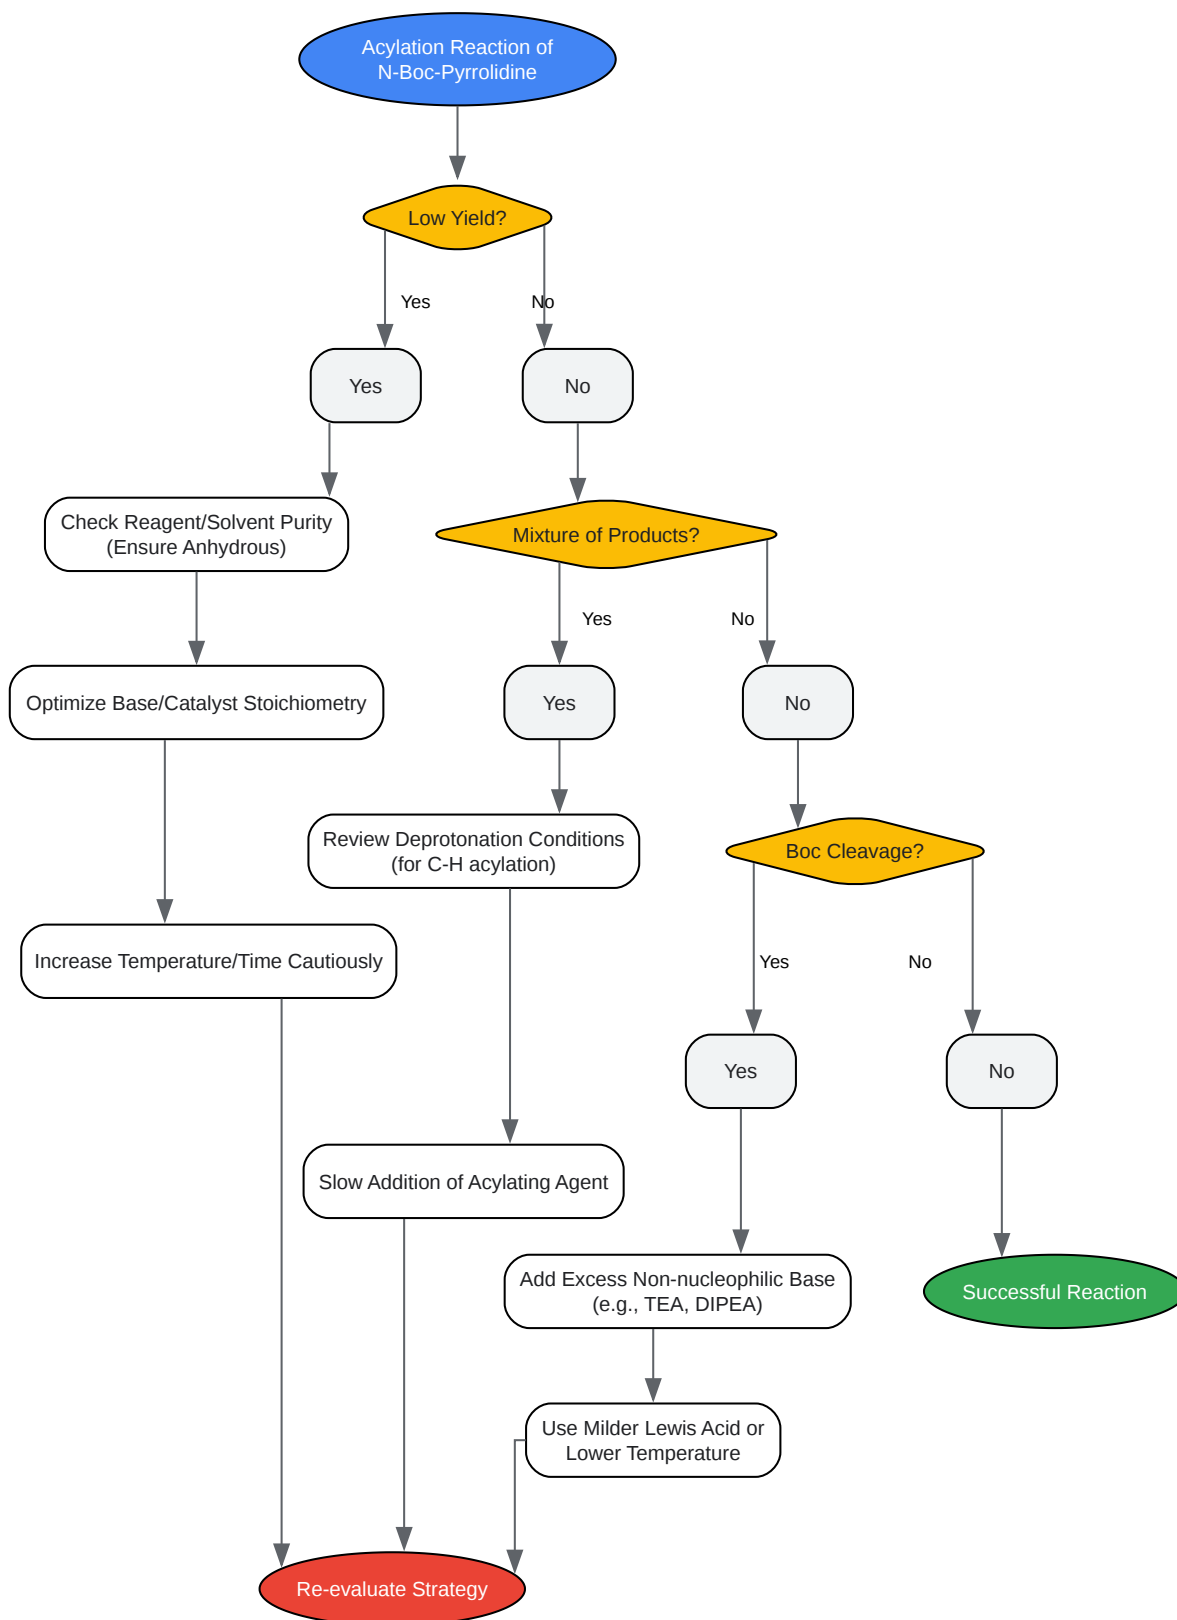 Acylation Reaction of
N-Boc-Pyrrolidine
Low Yield?
Yes
No
Yes
No
Check Reagent/Solvent Purity
(Ensure Anhydrous)
Mixture of Products?
Yes
No
Optimize Base/Catalyst Stoichiometry
Yes
No
Review Deprotonation Conditions
(for C-H acylation)
Boc Cleavage?
Increase Temperature/Time Cautiously
Yes
No
Yes
No
Slow Addition of Acylating Agent
Add Excess Non-nucleophilic Base
(e.g., TEA, DIPEA)
Successful Reaction
Use Milder Lewis Acid or
Lower Temperature
Re-evaluate Strategy